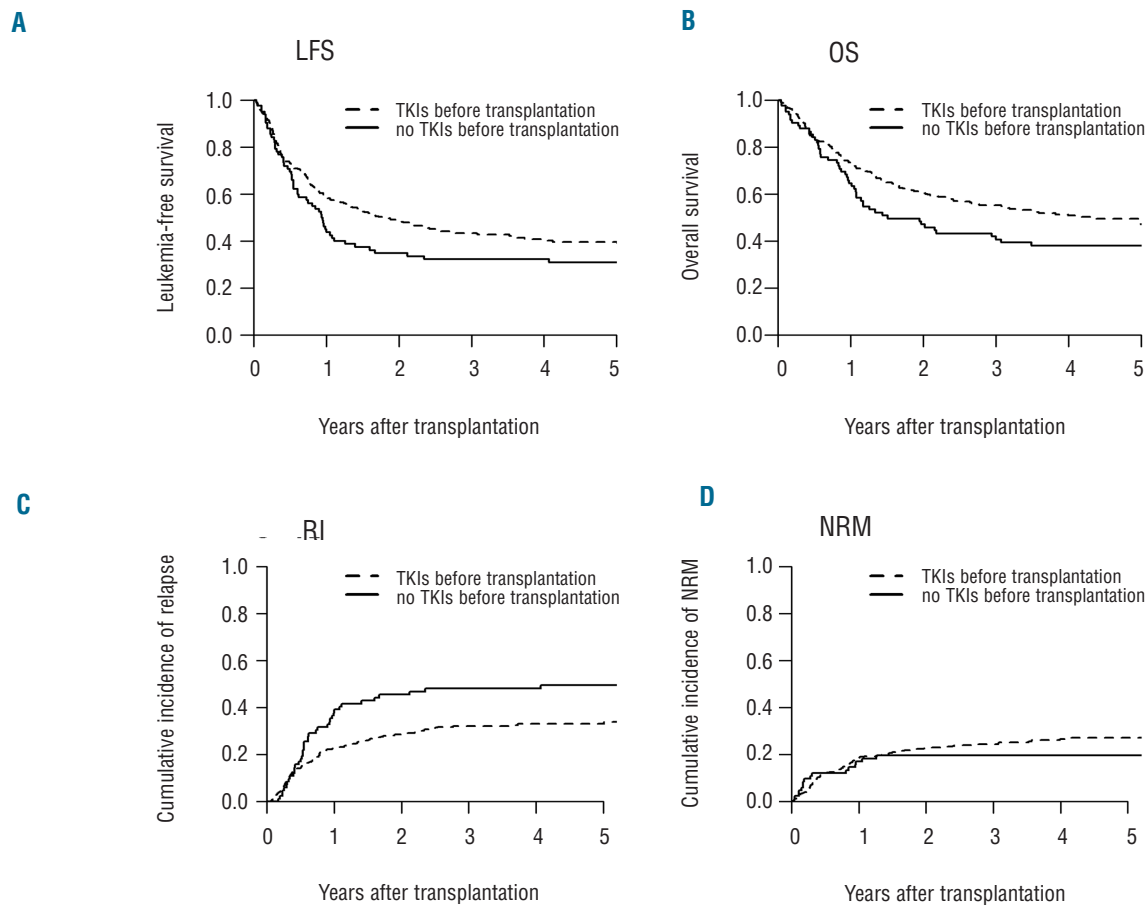 A
LFS
1.0
0.8
0.6
0.4
0.2
0.0
Leukemia-free survival
TKIs before transplantation
no TKIs before transplantation
0 1 2 3 4 5
Years after transplantation
B
OS
1.0
0.8
0.6
0.4
0.2
0.0
Overall survival
TKIs before transplantation
no TKIs before transplantation
0 1 2 3 4 5
Years after transplantation
C
RI
1.0
0.8
0.6
0.4
0.2
0.0
Cumulative incidence of relapse
TKIs before transplantation
no TKIs before transplantation
0 1 2 3 4 5
Years after transplantation
D
NRM
1.0
0.8
0.6
0.4
0.2
0.0
Cumulative incidence of NRM
TKIs before transplantation
no TKIs before transplantation
0 1 2 3 4 5
Years after transplantation